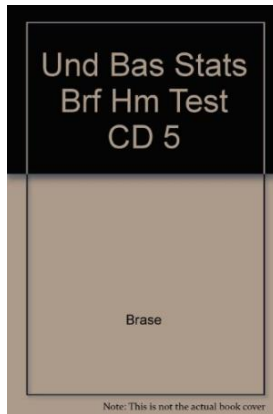 Und Bas Stats
Brf Hm Test
CD 5
Brase
Note: This is not the actual book cover